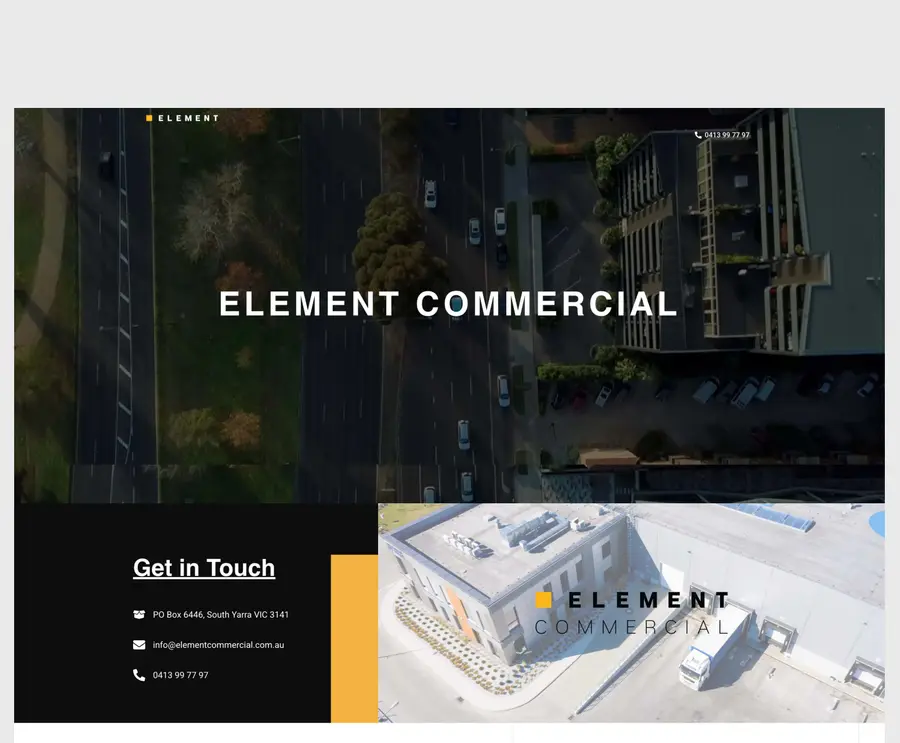 ELEMENT
0413 99 77 97
ELEMENT COMMERCIAL
Get in Touch
PO Box 6446, South Yarra VIC 3141
info@elementcommercial.com.au
0413 99 77 97
ELEMENT
COMMERCIAL